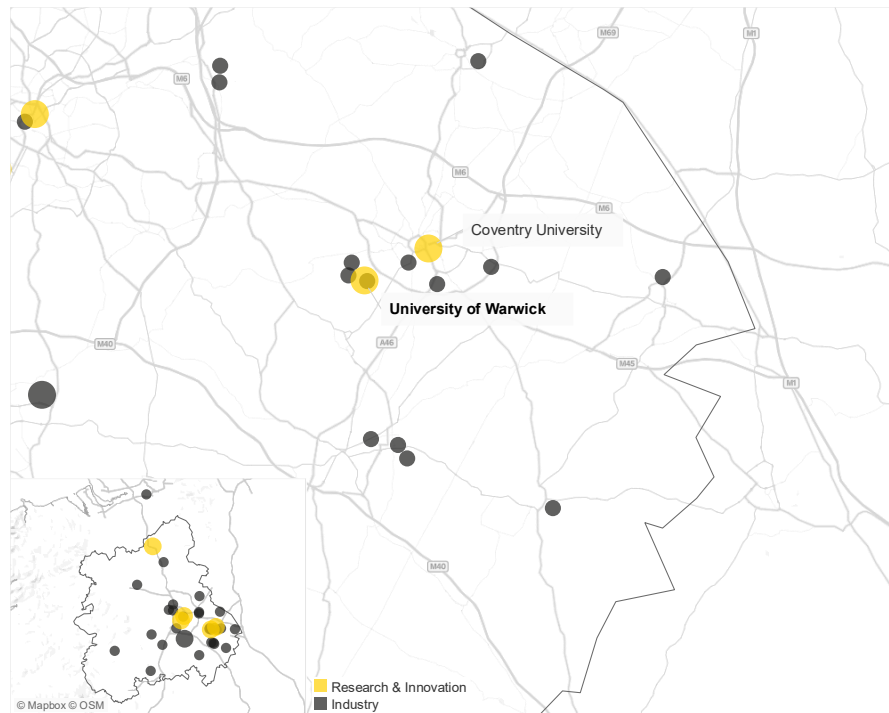 M69
M1
M6
M6
M6
Coventry University
University of Warwick
A46
M40
M45
M1
M40
Research & Innovation
Industry
© Mapbox © OSM